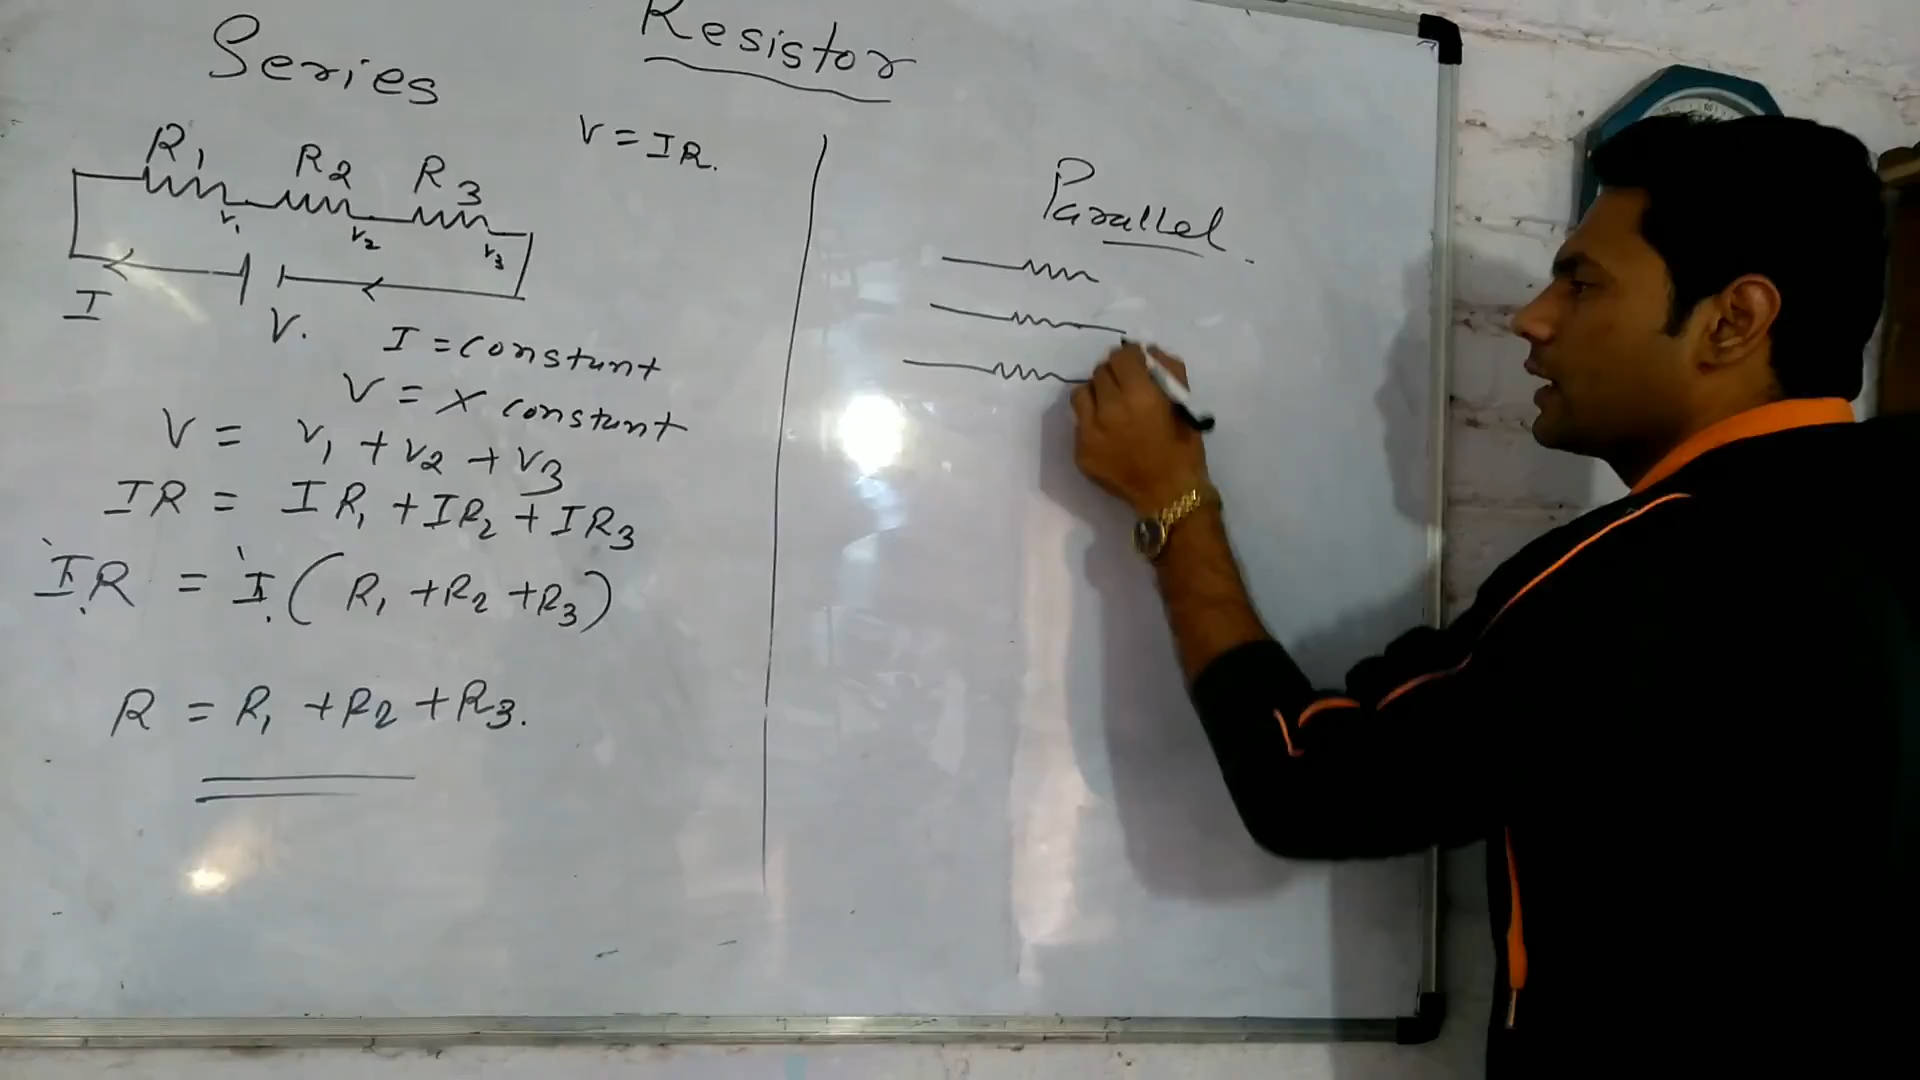 Resistor
Series
V = IR.
R1 R2 R3
V1 V2 V3
I
V.
I = constant
V = × constant
V = V1 + V2 + V3
IR = IR1 + IR2 + IR3
IR = I (R1 + R2 + R3)
R = R1 + R2 + R3.
Parallel.